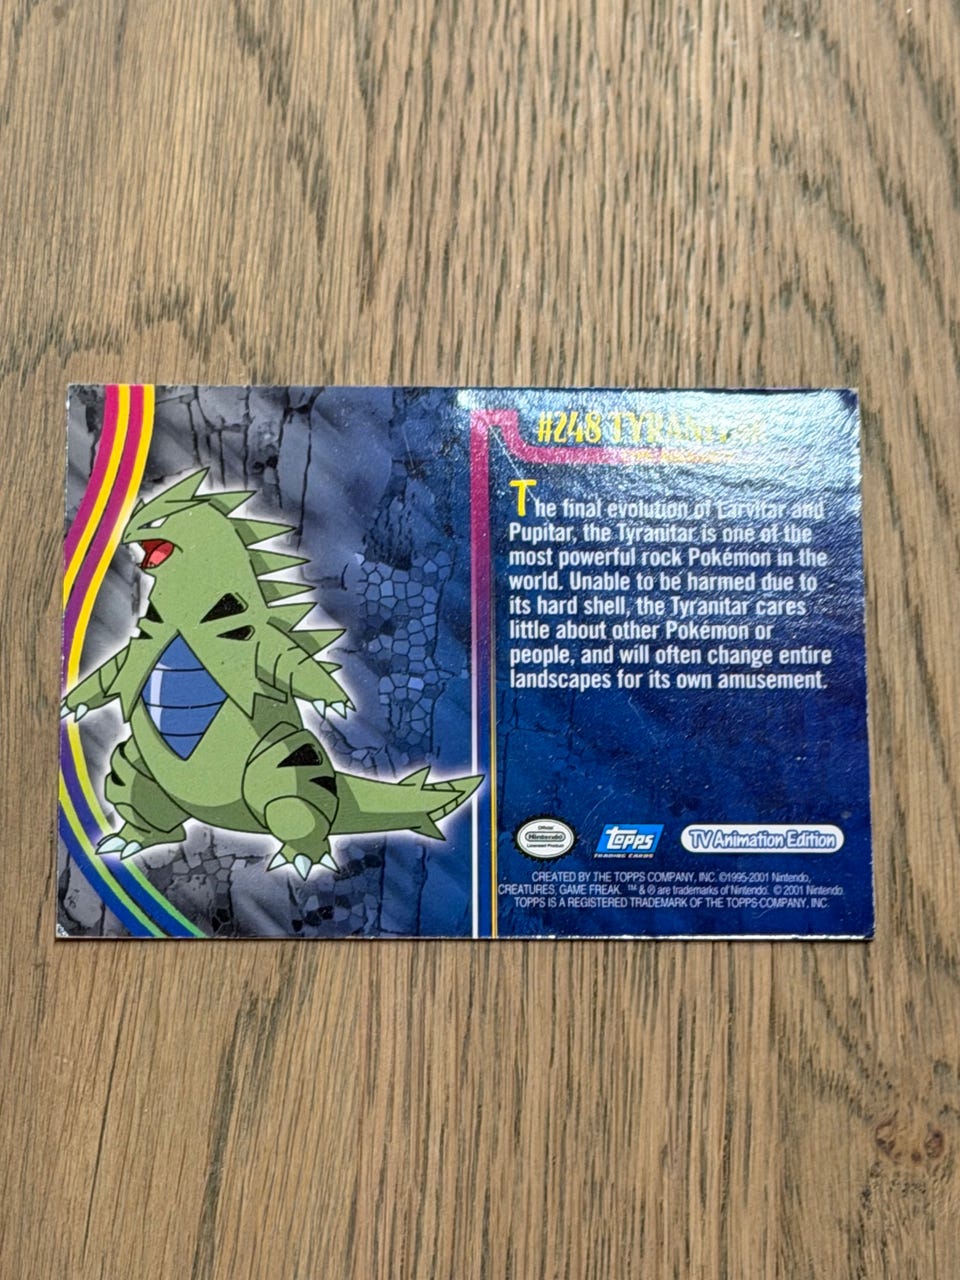 #248 TYRANITAR
The final evolution of Larvitar and
Pupitar, the Tyranitar is one of the
most powerful rock Pokémon in the
world. Unable to be harmed due to
its hard shell, the Tyranitar cares
little about other Pokémon or
people, and will often change entire
landscapes for its own amusement.
Official
Nintendo
Licensed Product
Topps
TRADING CARDS
TV Animation Edition
CREATED BY THE TOPPS COMPANY, INC. ©1995-2001 Nintendo,
CREATURES, GAME FREAK. ™ & ® are trademarks of Nintendo. © 2001 Nintendo.
TOPPS IS A REGISTERED TRADEMARK OF THE TOPPS COMPANY, INC.